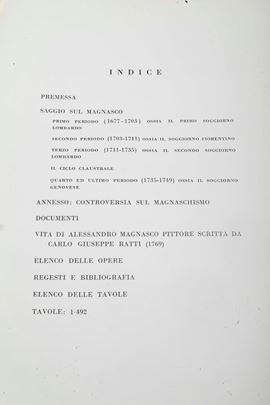 INDICE
PREMESSA
SAGGIO SUL MAGNASCO
PRIMO PERIODO (1677-1703) OSSIA IL PRIMO SOGGIORNO
LOMBARDO
SECONDO PERIODO (1703-1711) OSSIA IL SOGGIORNO FIORENTINO
TERZO PERIODO (1711-1735) OSSIA IL SECONDO SOGGIORNO
LOMBARDO
IL CICLO CLAUSTRALE
QUARTO ED ULTIMO PERIODO (1735-1749) OSSIA IL SOGGIORNO
GENOVESE
ANNESSO: CONTROVERSIA SUL MAGNASCHISMO
DOCUMENTI
VITA DI ALESSANDRO MAGNASCO PITTORE SCRITTA DA
CARLO GIUSEPPE RATTI (1769)
ELENCO DELLE OPERE
REGESTI E BIBLIOGRAFIA
ELENCO DELLE TAVOLE
TAVOLE: 1-492